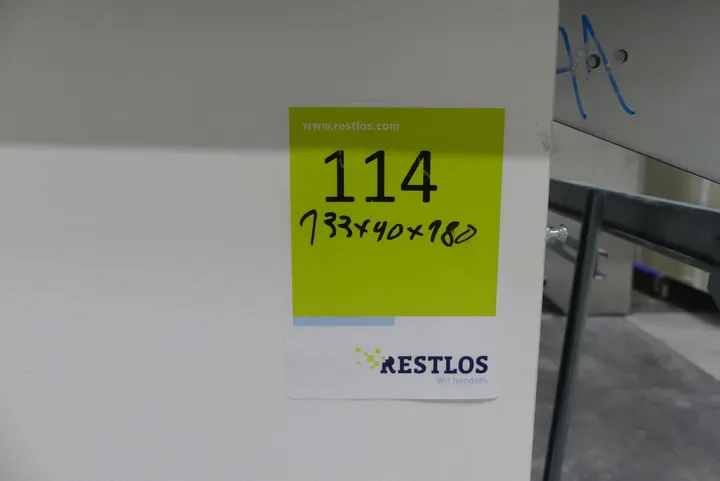 www.restlos.com
114
133x40x180
RESTLOS
Wir handeln.